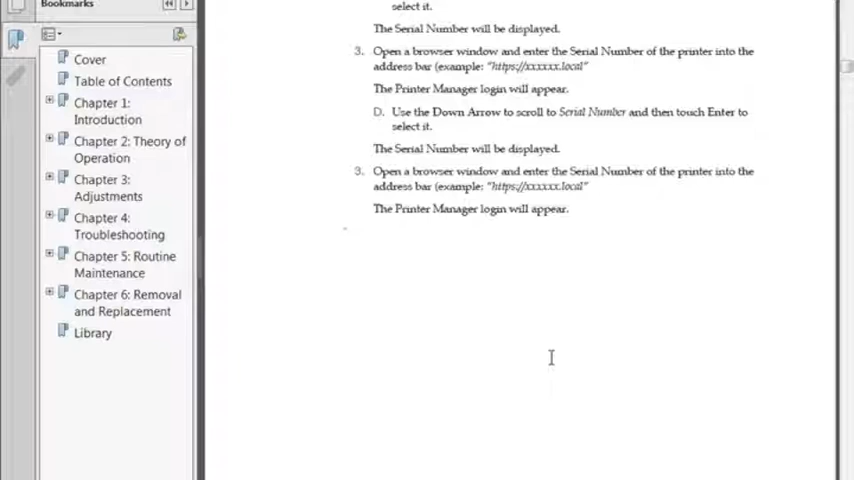 Bookmarks
Cover
Table of Contents
Chapter 1:
Introduction
Chapter 2: Theory of
Operation
Chapter 3:
Adjustments
Chapter 4:
Troubleshooting
Chapter 5: Routine
Maintenance
Chapter 6: Removal
and Replacement
Library
select it.
The Serial Number will be displayed.
3. Open a browser window and enter the Serial Number of the printer into the
address bar (example: "https://xxxxxx.local"
The Printer Manager login will appear.
D. Use the Down Arrow to scroll to Serial Number and then touch Enter to
select it.
The Serial Number will be displayed.
3. Open a browser window and enter the Serial Number of the printer into the
address bar (example: "https://xxxxxx.local"
The Printer Manager login will appear.